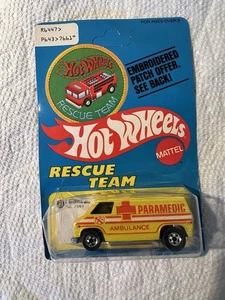 FOR AGES OVER 3
Hot Wheels
RESCUE TEAM
EMBROIDERED
PATCH OFFER..
SEE BACK!
Hot Wheels
MATTEL
RESCUE
TEAM
PARAMEDIC
AMBULANCE